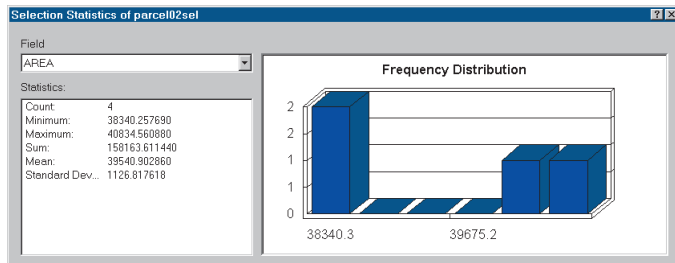 Selection Statistics of parcel02sel
Field
AREA
Statistics:
Count: 4
Minimum: 38340.257690
Maximum: 40834.560880
Sum: 158163.611440
Mean: 39540.902860
Standard Dev... 1126.817618
Frequency Distribution
2
2
1
1
0
38340.3 39675.2